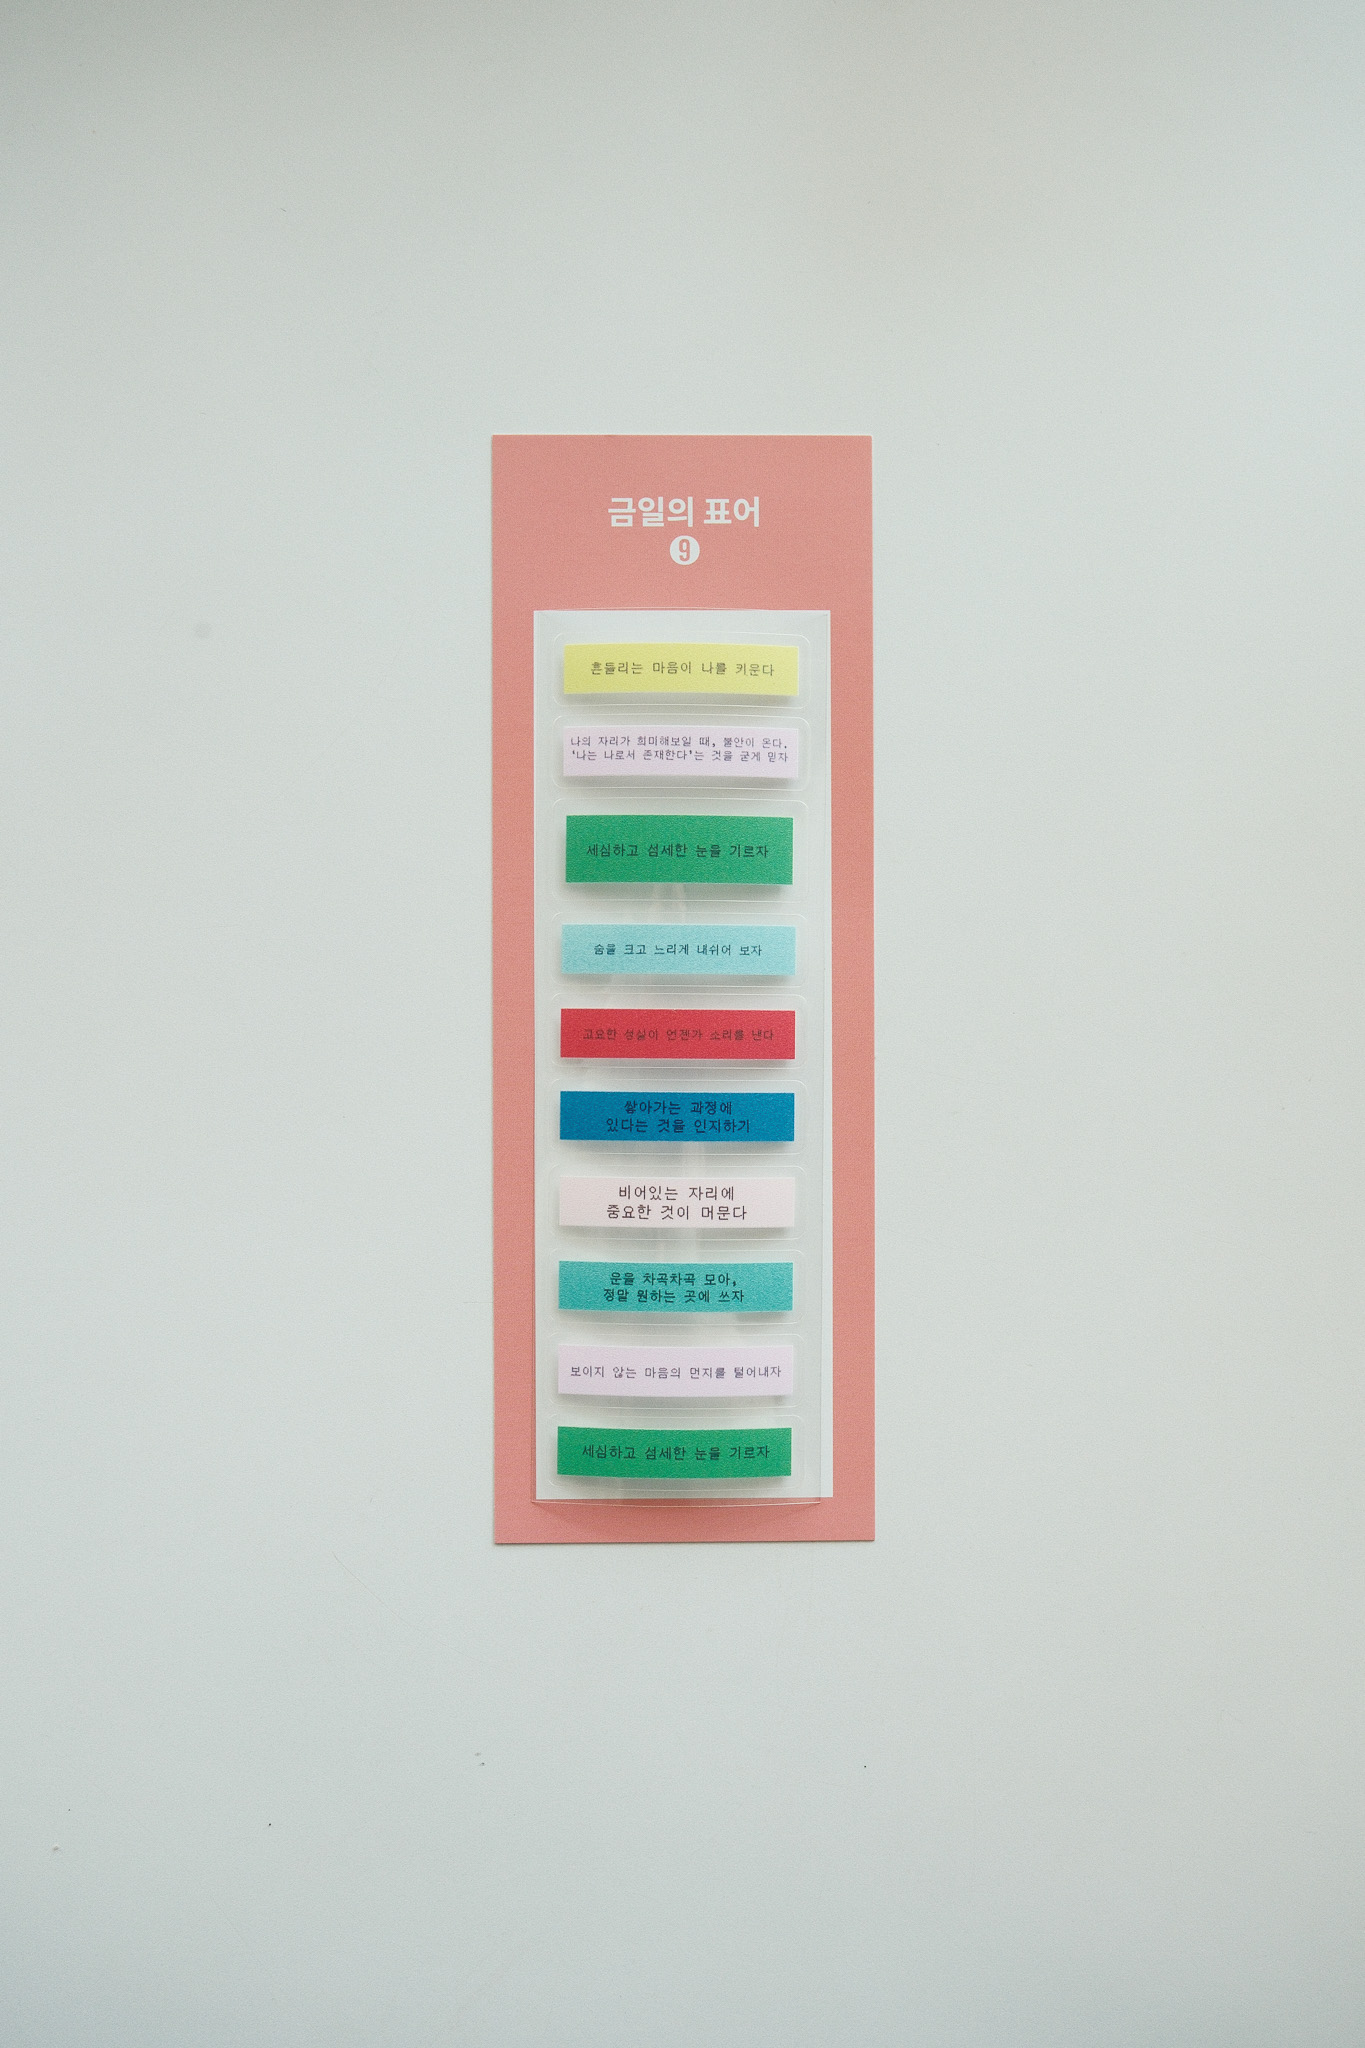 금일의 표어
9
흔들리는 마음이 나를 키운다
나의 자리가 희미해보일 때, 불안이 온다.
'나는 나로서 존재한다'는 것을 굳게 믿자
세심하고 섬세한 눈을 기르자
숨을 크고 느리게 내쉬어 보자
고요한 성실이 언젠가 소리를 낸다
쌓아가는 과정에
있다는 것을 인지하기
비어있는 자리에
중요한 것이 머문다
운을 차곡차곡 모아,
정말 원하는 곳에 쓰자
보이지 않는 마음의 먼지를 털어내자
세심하고 섬세한 눈을 기르자